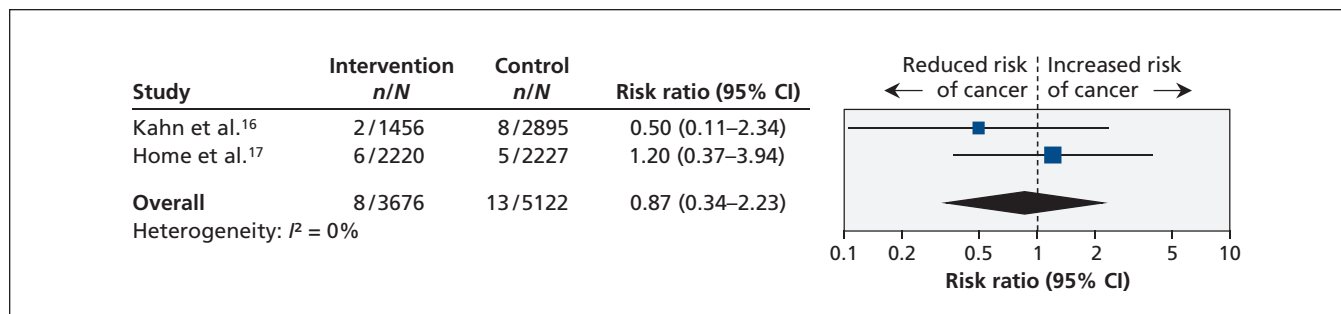 Study Intervention n/N Control n/N Risk ratio (95% CI)
Kahn et al.¹⁶ 2/1456 8/2895 0.50 (0.11–2.34)
Home et al.¹⁷ 6/2220 5/2227 1.20 (0.37–3.94)
Overall 8/3676 13/5122 0.87 (0.34–2.23)
Heterogeneity: I² = 0%
Reduced risk of cancer
Increased risk of cancer
0.1 0.2 0.5 1 2 5 10
Risk ratio (95% CI)